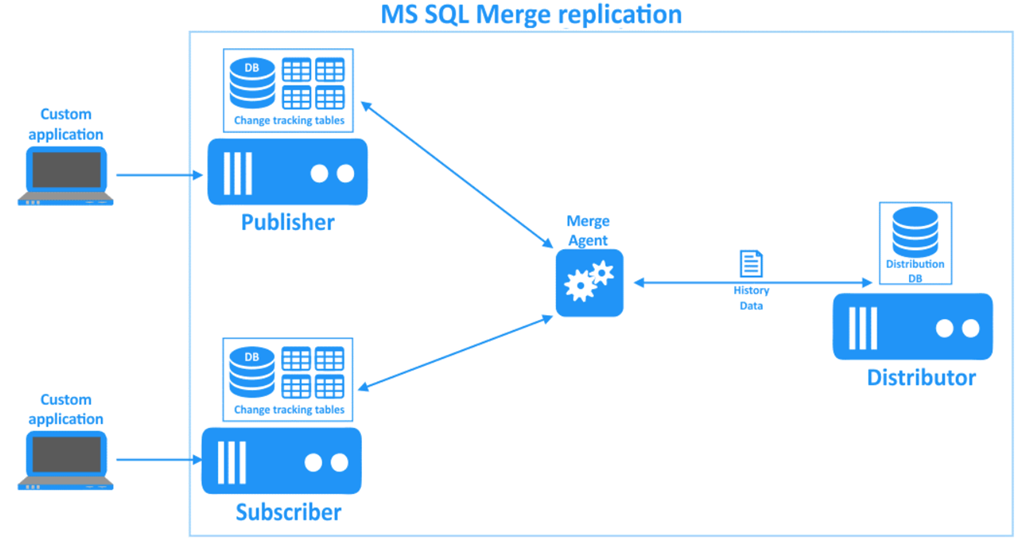 MS SQL Merge replication
DB
Change tracking tables
Custom
application
Publisher
Merge
Agent
History
Data
Distribution
DB
Distributor
DB
Change tracking tables
Custom
application
Subscriber